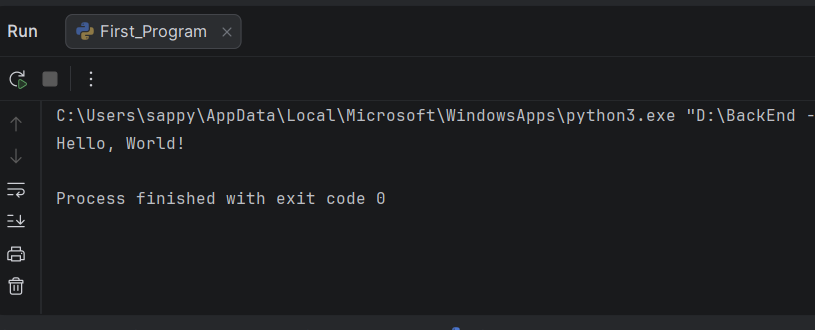 Run First_Program
C:\Users\sappy\AppData\Local\Microsoft\WindowsApps\python3.exe "D:\BackEnd -
Hello, World!
Process finished with exit code 0